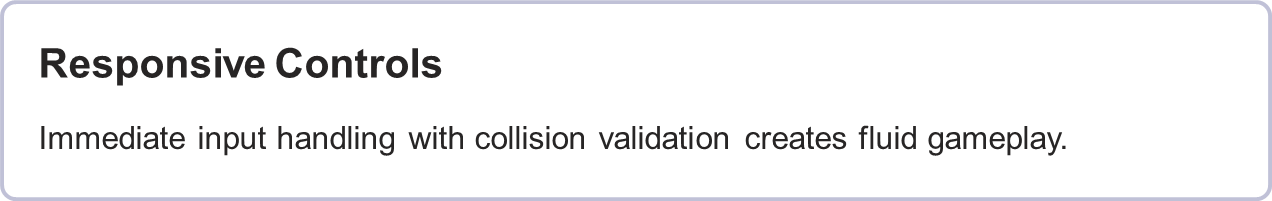 Responsive Controls
Immediate input handling with collision validation creates fluid gameplay.